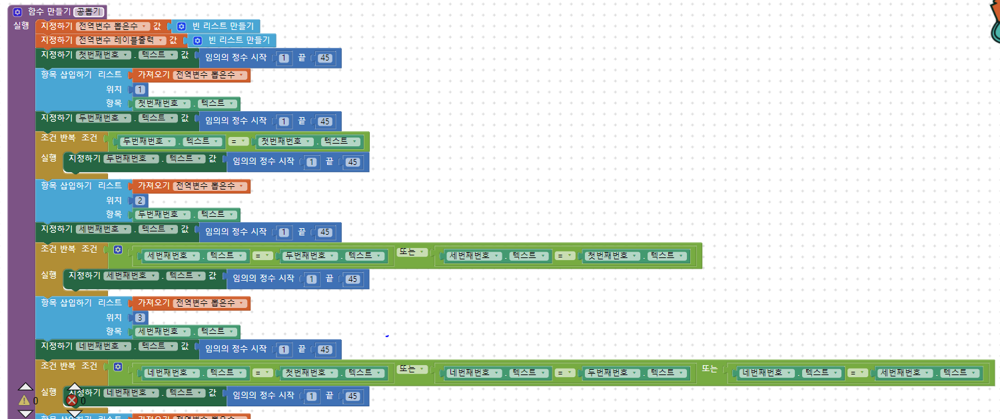 함수 만들기 공뽑기
실행 지정하기 전역변수 뽑은수 값 빈 리스트 만들기
지정하기 전역변수 레이블출력 값 빈 리스트 만들기
지정하기 첫번째번호 . 텍스트 값 임의의 정수 시작 1 끝 45
항목 삽입하기 리스트 가져오기 전역변수 뽑은수
위치 1
항목 첫번째번호 . 텍스트
지정하기 두번째번호 . 텍스트 값 임의의 정수 시작 1 끝 45
조건 반복 조건 두번째번호 . 텍스트 = 첫번째번호 . 텍스트
실행 지정하기 두번째번호 . 텍스트 값 임의의 정수 시작 1 끝 45
항목 삽입하기 리스트 가져오기 전역변수 뽑은수
위치 2
항목 두번째번호 . 텍스트
지정하기 세번째번호 . 텍스트 값 임의의 정수 시작 1 끝 45
조건 반복 조건 세번째번호 . 텍스트 = 두번째번호 . 텍스트 또는 세번째번호 . 텍스트 = 첫번째번호 . 텍스트
실행 지정하기 세번째번호 . 텍스트 값 임의의 정수 시작 1 끝 45
항목 삽입하기 리스트 가져오기 전역변수 뽑은수
위치 3
항목 세번째번호 . 텍스트
지정하기 네번째번호 . 텍스트 값 임의의 정수 시작 1 끝 45
조건 반복 조건 네번째번호 . 텍스트 = 첫번째번호 . 텍스트 또는 네번째번호 . 텍스트 = 두번째번호 . 텍스트 또는 네번째번호 . 텍스트 = 세번째번호 . 텍스트
실행 지정하기 네번째번호 . 텍스트 값 임의의 정수 시작 1 끝 45
0 0